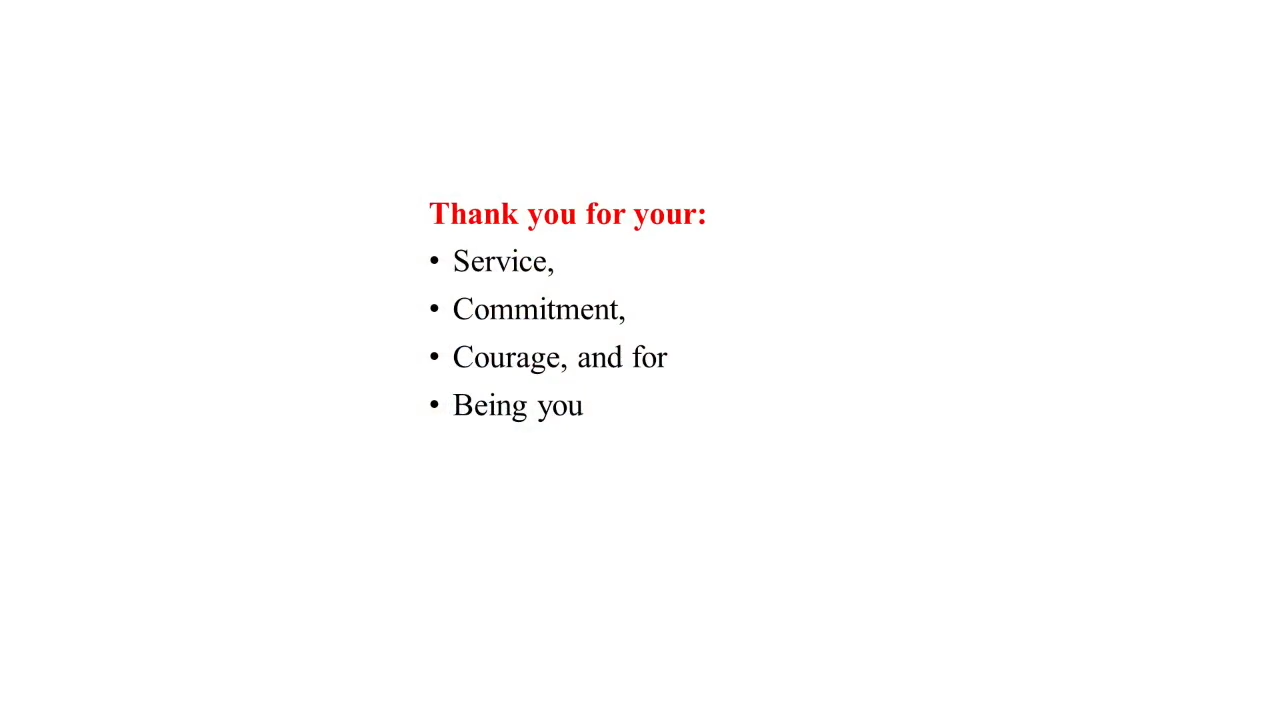 Thank you for your:
• Service,
• Commitment,
• Courage, and for
• Being you